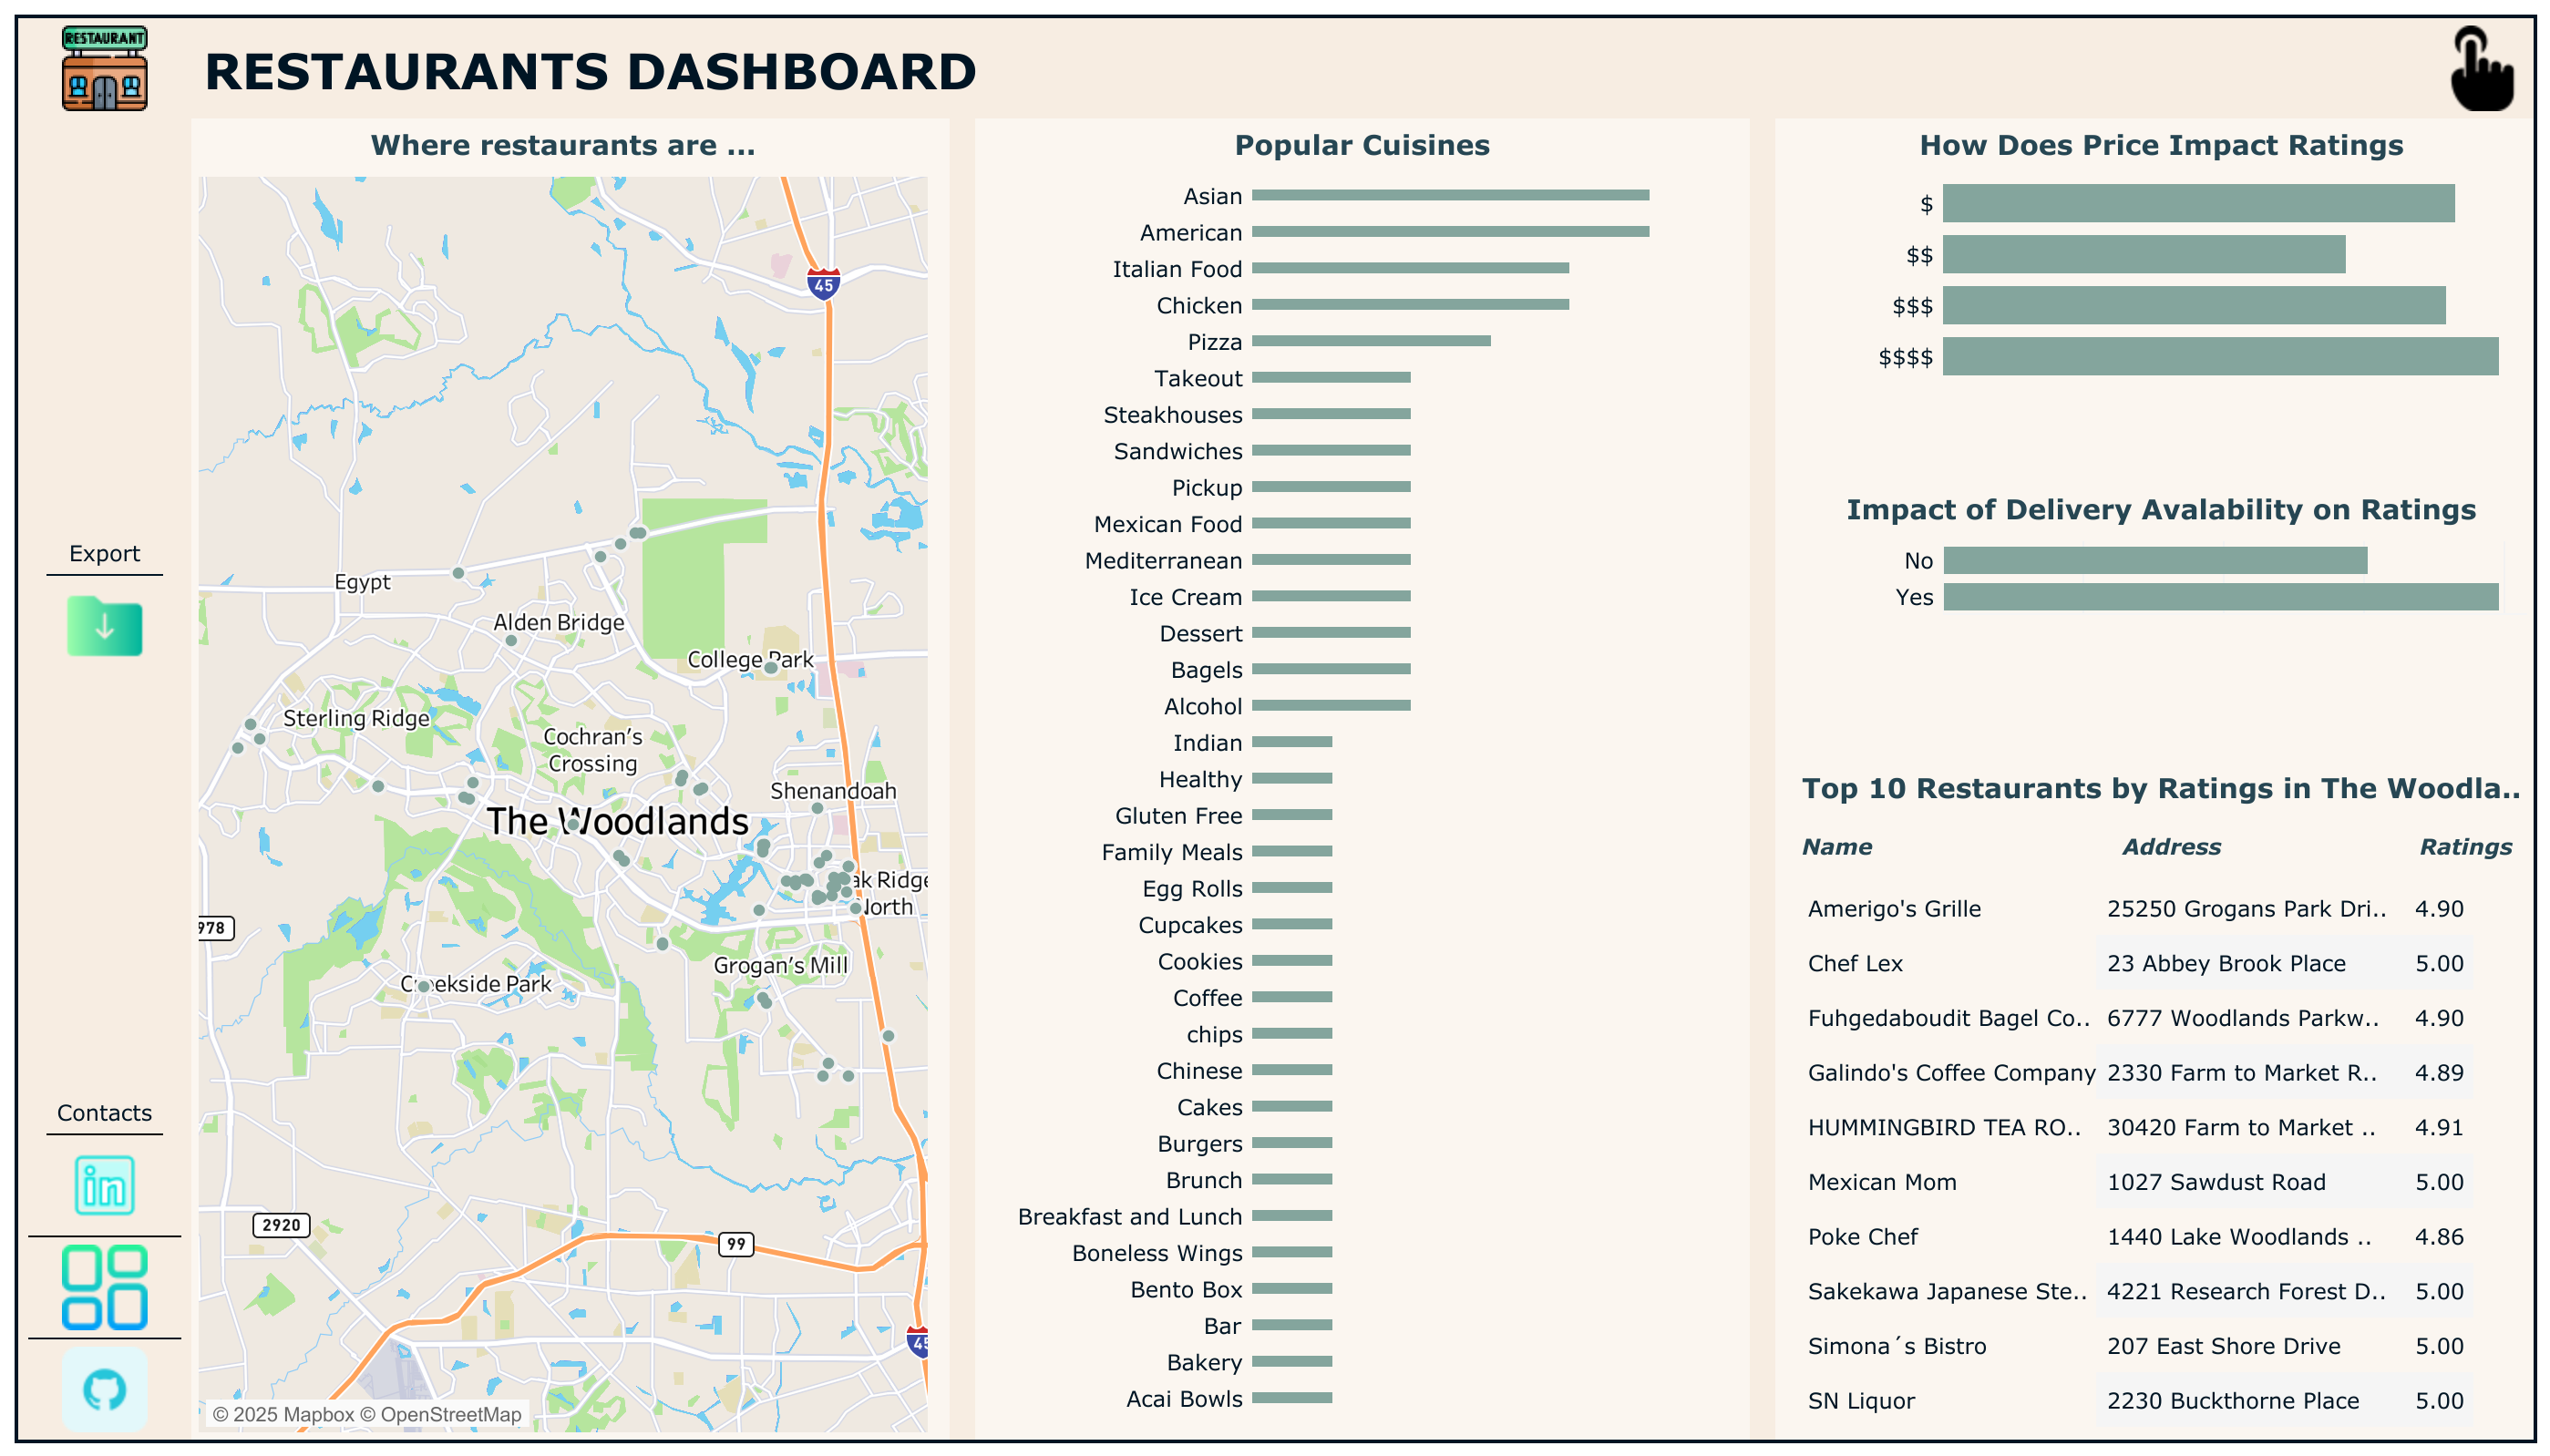 RESTAURANT
RESTAURANTS DASHBOARD
Export
Contacts
in
Where restaurants are ...
45
Egypt
Alden Bridge
College Park
Sterling Ridge
Cochran's
Crossing
Shenandoah
The Woodlands
ak Ridge
North
978
Grogan's Mill
Creekside Park
2920
99
45
© 2025 Mapbox © OpenStreetMap
Popular Cuisines
Asian
American
Italian Food
Chicken
Pizza
Takeout
Steakhouses
Sandwiches
Pickup
Mexican Food
Mediterranean
Ice Cream
Dessert
Bagels
Alcohol
Indian
Healthy
Gluten Free
Family Meals
Egg Rolls
Cupcakes
Cookies
Coffee
chips
Chinese
Cakes
Burgers
Brunch
Breakfast and Lunch
Boneless Wings
Bento Box
Bar
Bakery
Acai Bowls
How Does Price Impact Ratings
$
$$
$$$
$$$$
Impact of Delivery Avalability on Ratings
No
Yes
Top 10 Restaurants by Ratings in The Woodla..
Name Address Ratings
Amerigo's Grille 25250 Grogans Park Dri.. 4.90
Chef Lex 23 Abbey Brook Place 5.00
Fuhgedaboudit Bagel Co.. 6777 Woodlands Parkw.. 4.90
Galindo's Coffee Company 2330 Farm to Market R.. 4.89
HUMMINGBIRD TEA RO.. 30420 Farm to Market .. 4.91
Mexican Mom 1027 Sawdust Road 5.00
Poke Chef 1440 Lake Woodlands .. 4.86
Sakekawa Japanese Ste.. 4221 Research Forest D.. 5.00
Simona´s Bistro 207 East Shore Drive 5.00
SN Liquor 2230 Buckthorne Place 5.00